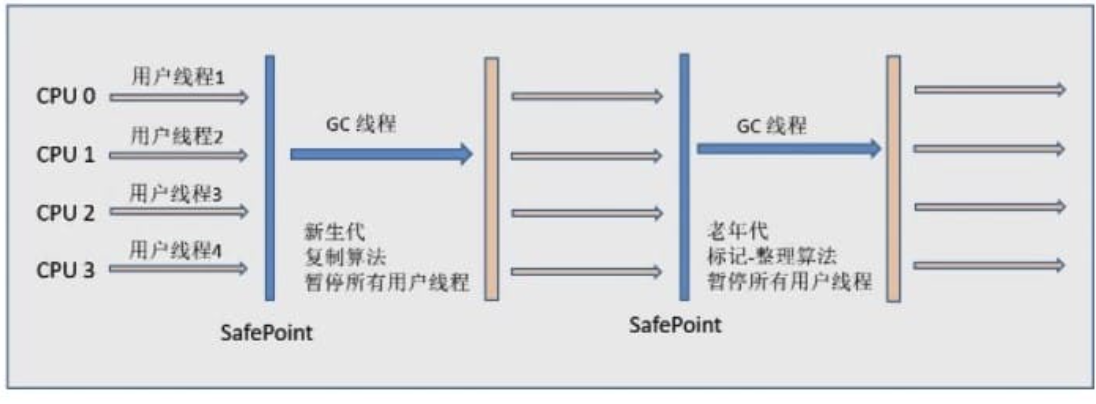 CPU 0
用户线程1
CPU 1
用户线程2
CPU 2
用户线程3
CPU 3
用户线程4
GC 线程
新生代
复制算法
暂停所有用户线程
SafePoint
GC 线程
老年代
标记-整理算法
暂停所有用户线程
SafePoint